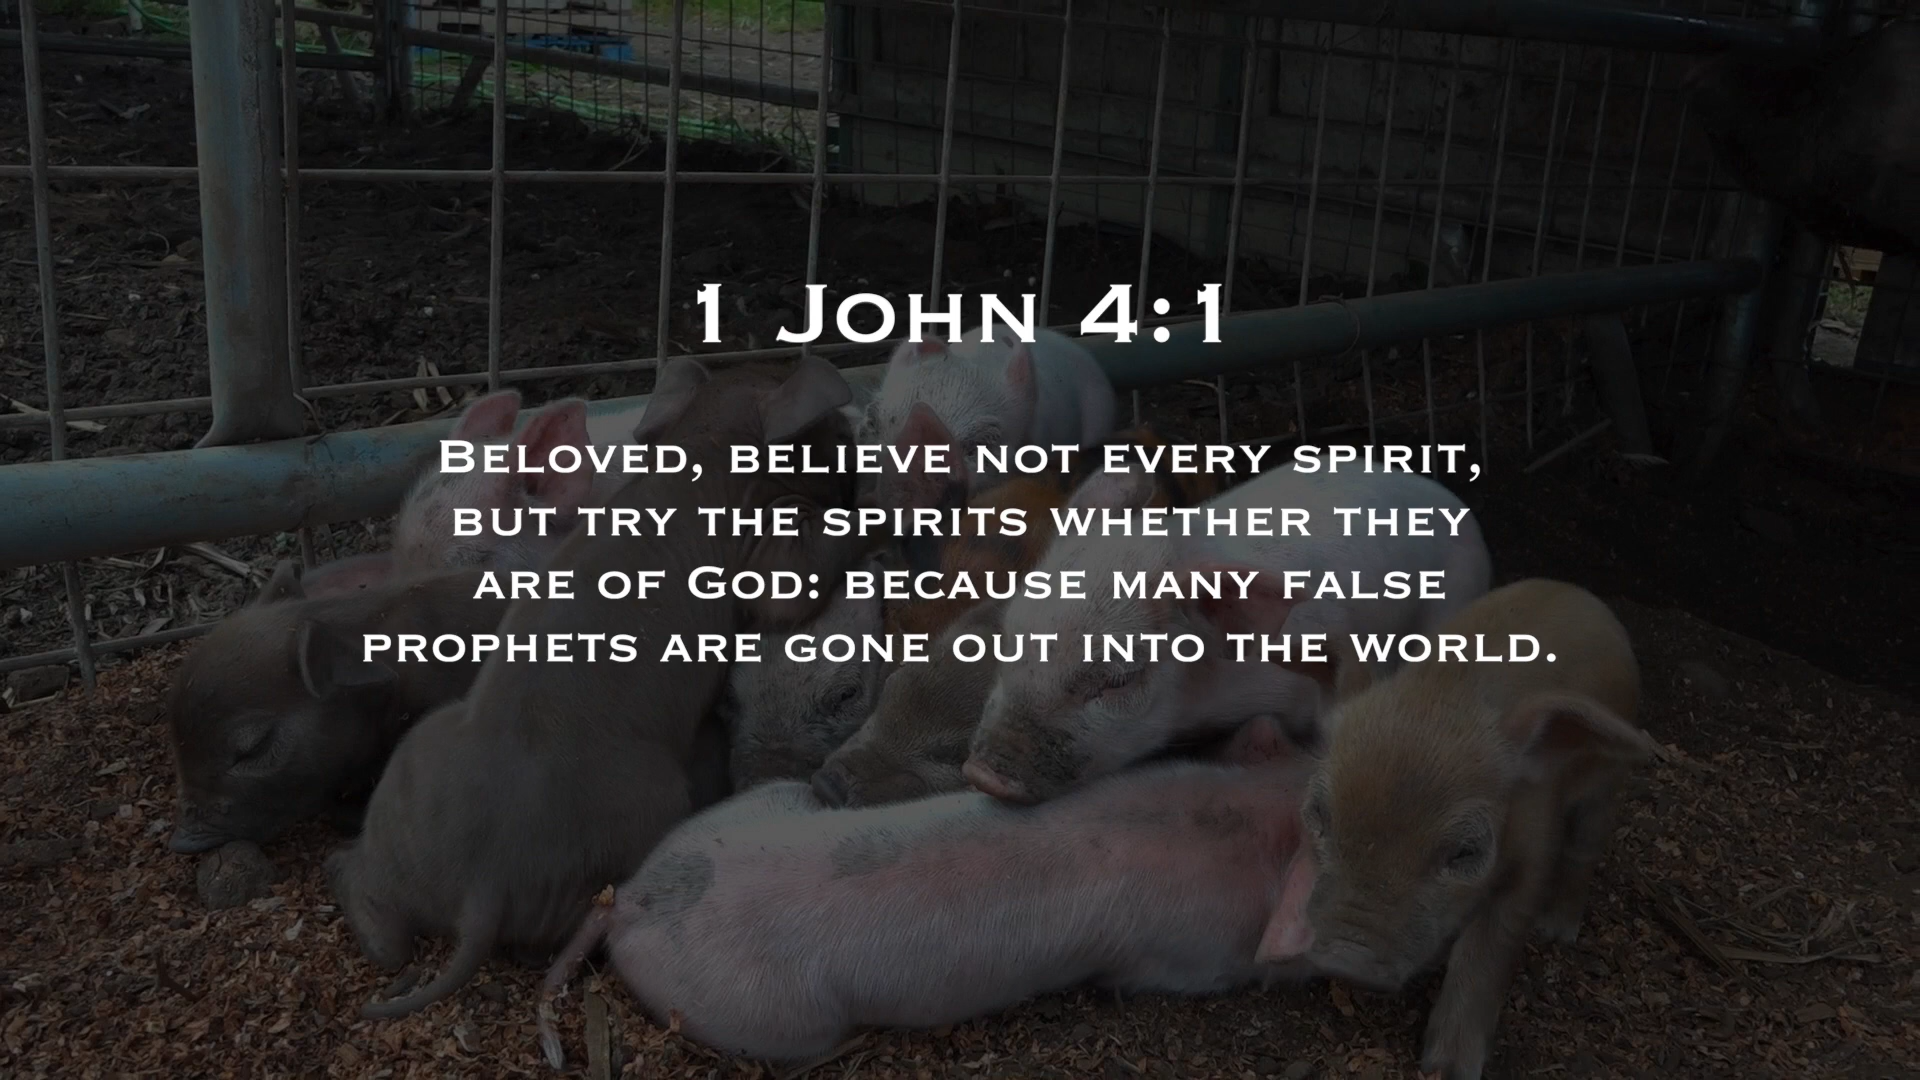 1 John 4:1
Beloved, believe not every spirit,
but try the spirits whether they
are of God: because many false
prophets are gone out into the world.